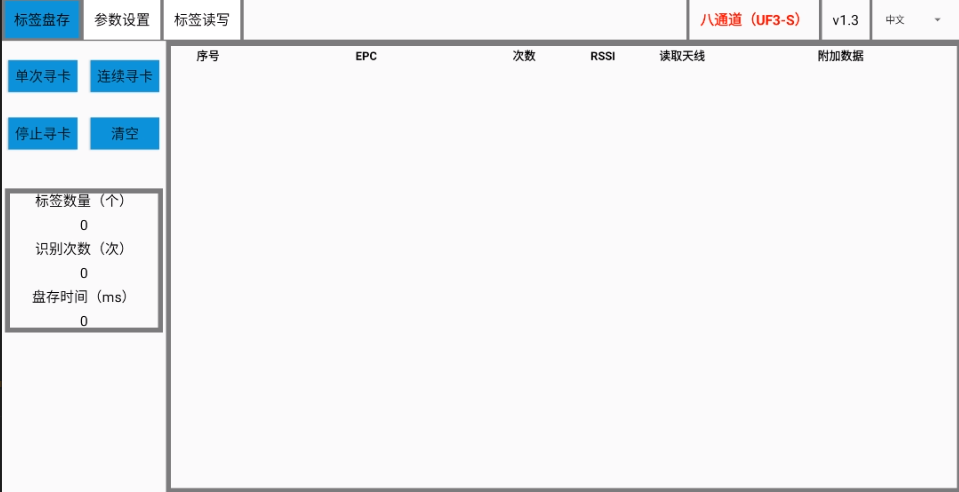 标签盘存 参数设置 标签读写 八通道（UF3-S） v1.3 中文
序号 EPC 次数 RSSI 读取天线 附加数据
单次寻卡 连续寻卡
停止寻卡 清空
标签数量（个）
0
识别次数（次）
0
盘存时间（ms）
0